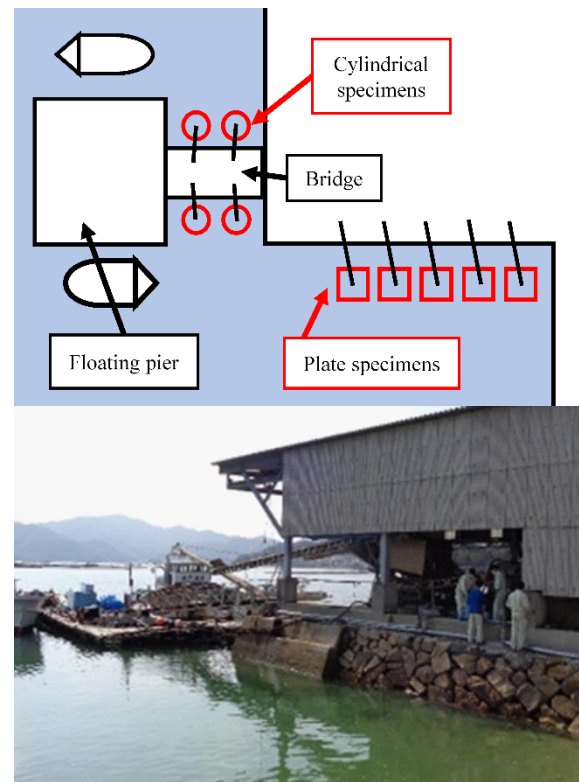 Cylindrical
specimens
Bridge
Floating pier
Plate specimens